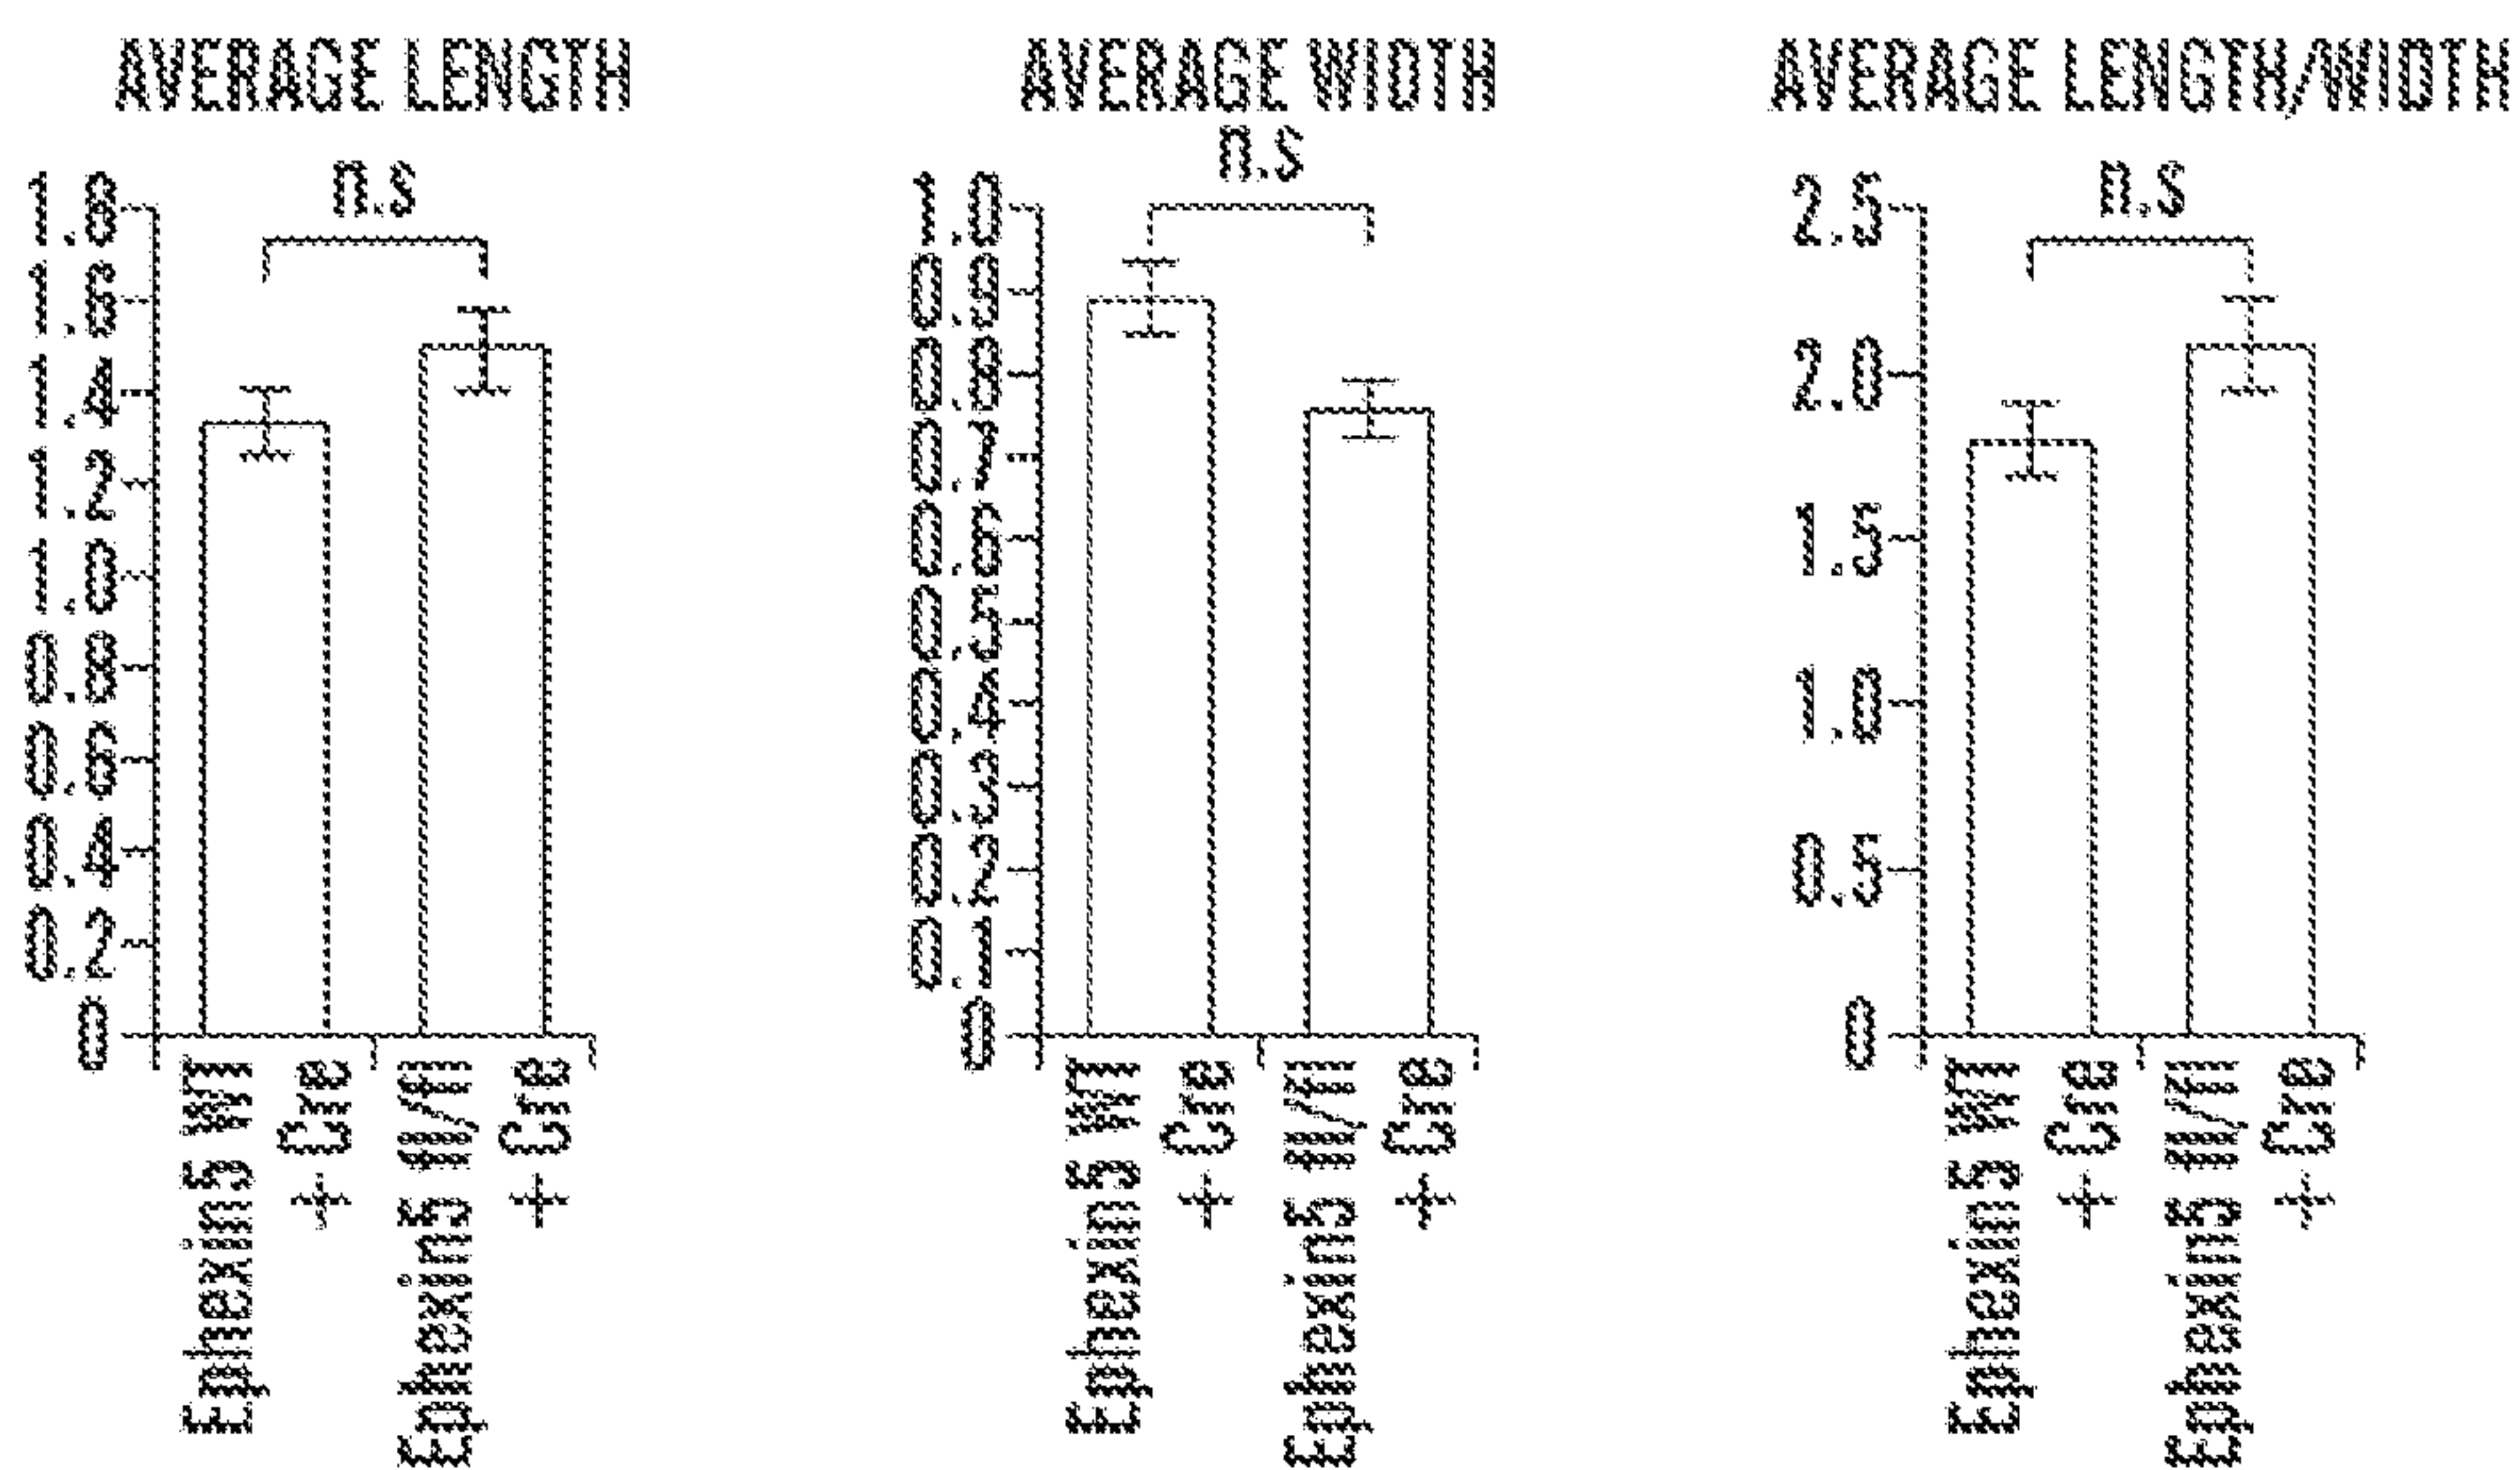 AVERAGE LENGTH
n.s
1.8
1.6
1.4
1.2
1.0
0.8
0.6
0.4
0.2
0
Ephexin5 WT
+ Cre
Ephexin5 fl/fl
+ Cre
AVERAGE WIDTH
n.s
1.0
0.9
0.8
0.7
0.6
0.5
0.4
0.3
0.2
0.1
0
Ephexin5 WT
+ Cre
Ephexin5 fl/fl
+ Cre
AVERAGE LENGTH/WIDTH
n.s
2.5
2.0
1.5
1.0
0.5
0
Ephexin5 WT
+ Cre
Ephexin5 fl/fl
+ Cre